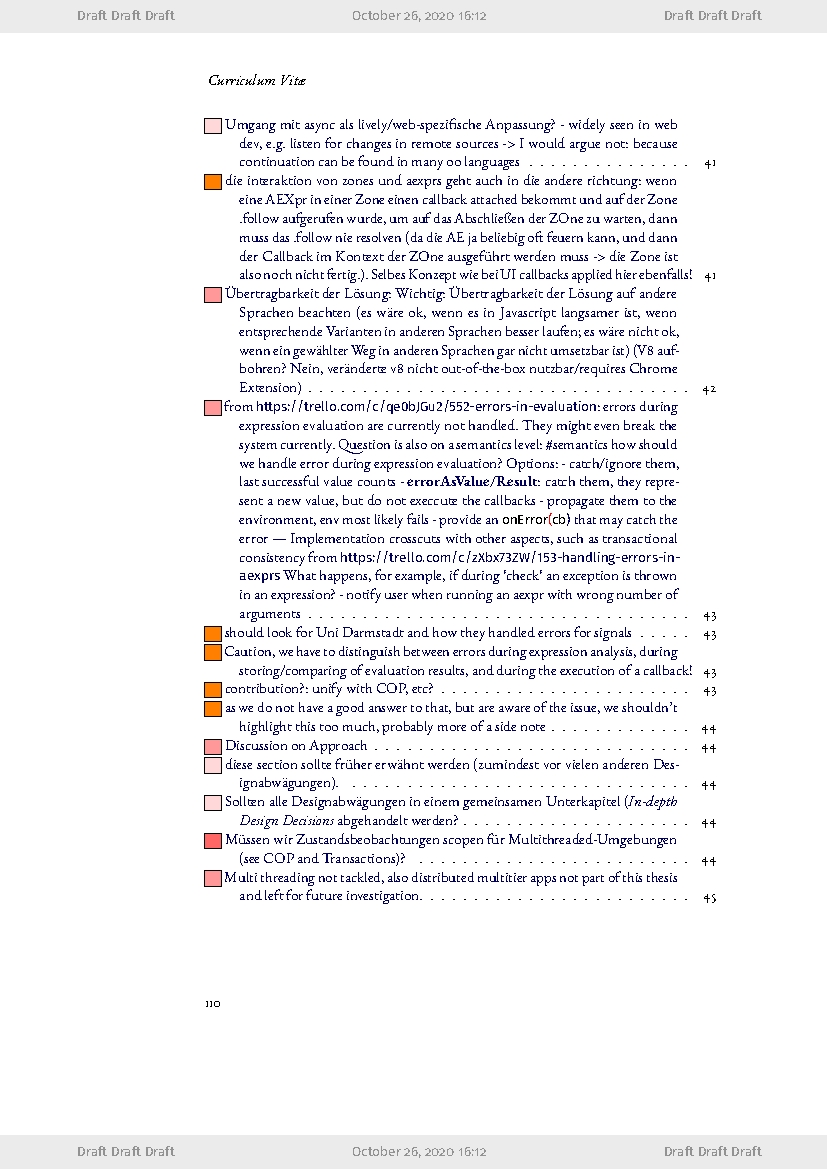 Draft Draft Draft October 26, 2020 16:12 Draft Draft Draft
Curriculum Vitæ
Umgang mit async als lively/web-spezifische Anpassung? - widely seen in web
dev, e.g. listen for changes in remote sources -> I would argue not: because
continuation can be found in many oo languages . . . . . . . . . . . . . . . 41
die interaktion von zones und aexprs geht auch in die andere richtung: wenn
eine AEXpr in einer Zone einen callback attached bekommt und auf der Zone
.follow aufgerufen wurde, um auf das Abschließen der ZOne zu warten, dann
muss das .follow nie resolven (da die AE ja beliebig oft feuern kann, und dann
der Callback im Kontext der ZOne ausgeführt werden muss -> die Zone ist
also noch nicht fertig.). Selbes Konzept wie bei UI callbacks applied hier ebenfalls! 41
Übertragbarkeit der Lösung: Wichtig: Übertragbarkeit der Lösung auf andere
Sprachen beachten (es wäre ok, wenn es in Javascript langsamer ist, wenn
entsprechende Varianten in anderen Sprachen besser laufen; es wäre nicht ok,
wenn ein gewählter Weg in anderen Sprachen gar nicht umsetzbar ist) (V8 auf-
bohren? Nein, veränderte v8 nicht out-of-the-box nutzbar/requires Chrome
Extension) . . . . . . . . . . . . . . . . . . . . . . . . . . . . . . . . . . 42
from https://trello.com/c/qe0bJGu2/552-errors-in-evaluation: errors during
expression evaluation are currently not handled. They might even break the
system currently. Question is also on a semantics level: #semantics how should
we handle error during expression evaluation? Options: - catch/ignore them,
last successful value counts - errorAsValue/Result: catch them, they repre-
sent a new value, but do not execcute the callbacks - propagate them to the
environment, env most likely fails - provide an onError(cb) that may catch the
error — Implementation crosscuts with other aspects, such as transactional
consistency from https://trello.com/c/zXbx73ZW/153-handling-errors-in-
aexprs What happens, for example, if during ‘check‘ an exception is thrown
in an expression? - notify user when running an aexpr with wrong number of
arguments . . . . . . . . . . . . . . . . . . . . . . . . . . . . . . . . . . 43
should look for Uni Darmstadt and how they handled errors for signals . . . . . 43
Caution, we have to distinguish between errors during expression analysis, during
storing/comparing of evaluation results, and during the execution of a callback! 43
contribution?: unify with COP, etc? . . . . . . . . . . . . . . . . . . . . . . . 43
as we do not have a good answer to that, but are aware of the issue, we shouldn’t
highlight this too much, probably more of a side note . . . . . . . . . . . . . 44
Discussion on Approach . . . . . . . . . . . . . . . . . . . . . . . . . . . . . 44
diese section sollte früher erwähnt werden (zumindest vor vielen anderen Des-
ignabwägungen). . . . . . . . . . . . . . . . . . . . . . . . . . . . . . . 44
Sollten alle Designabwägungen in einem gemeinsamen Unterkapitel (In-depth
Design Decisions abgehandelt werden? . . . . . . . . . . . . . . . . . . . . . 44
Müssen wir Zustandsbeobachtungen scopen für Multithreaded-Umgebungen
(see COP and Transactions)? . . . . . . . . . . . . . . . . . . . . . . . . . 44
Multi threading not tackled, also distributed multitier apps not part of this thesis
and left for future investigation. . . . . . . . . . . . . . . . . . . . . . . . . 45
110
Draft Draft Draft October 26, 2020 16:12 Draft Draft Draft